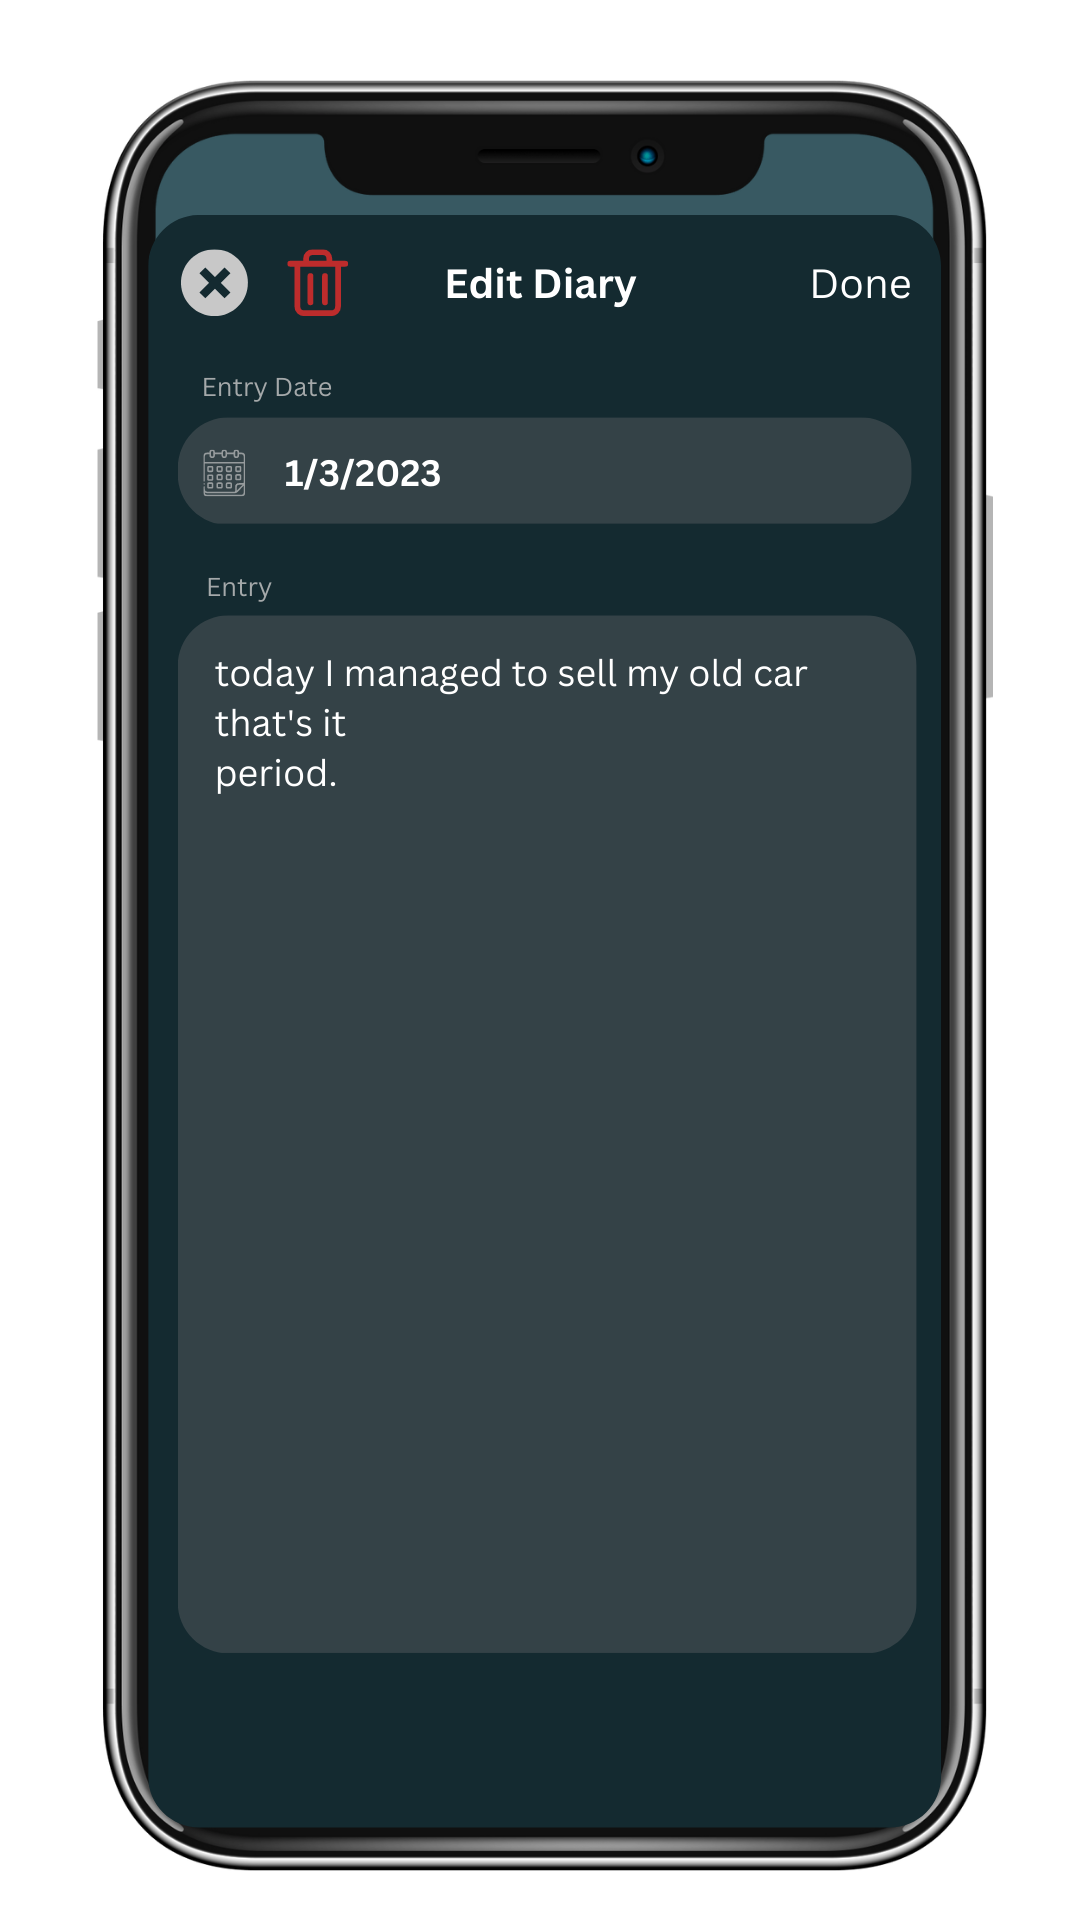 Edit Diary
Done
Entry Date
1/3/2023
Entry
today I managed to sell my old car
that's it
period.